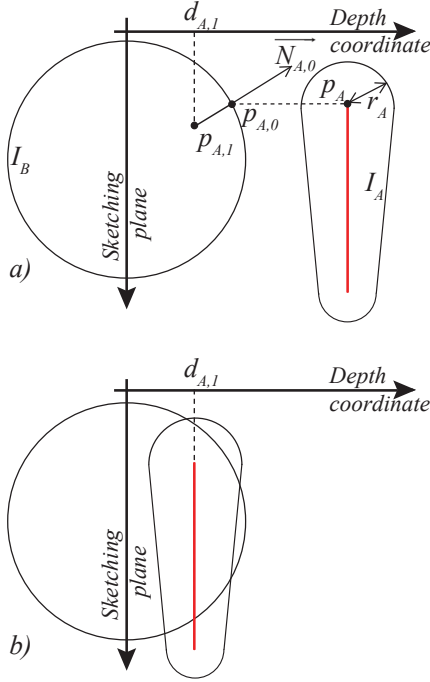 d_{A,1}
Depth
coordinate
\overrightarrow{N_{A,0}}
p_A
r_A
p_{A,1}
p_{A,0}
I_B
I_A
Sketching
plane
a)
d_{A,1}
Depth
coordinate
Sketching
plane
b)